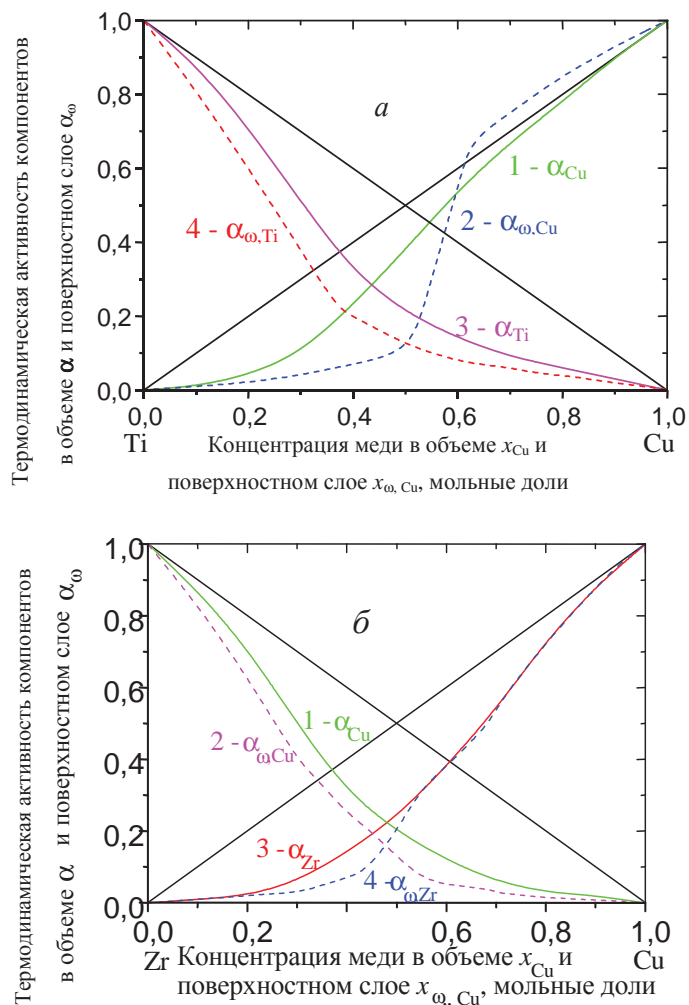 Термодинамическая активность компонентов
в объеме α и поверхностном слое α_ω
1,0
0,8
0,6
0,4
0,2
0,0
а
1 - α_Cu
2 - α_ω,Cu
4 - α_ω,Ti
3 - α_Ti
0,0 0,2 0,4 0,6 0,8 1,0
Ti Концентрация меди в объеме x_Cu и Cu
поверхностном слое x_ω, Cu, мольные доли
Термодинамическая активность компонентов
в объеме α и поверхностном слое α_ω
1,0
0,8
0,6
0,4
0,2
0,0
б
1 - α_Cu
2 - α_ω,Cu
3 - α_Zr
4 -α_ωZr
0,0 0,2 0,4 0,6 0,8 1,0
Zr Концентрация меди в объеме x_Cu и Cu
поверхностном слое x_ω, Cu, мольные доли